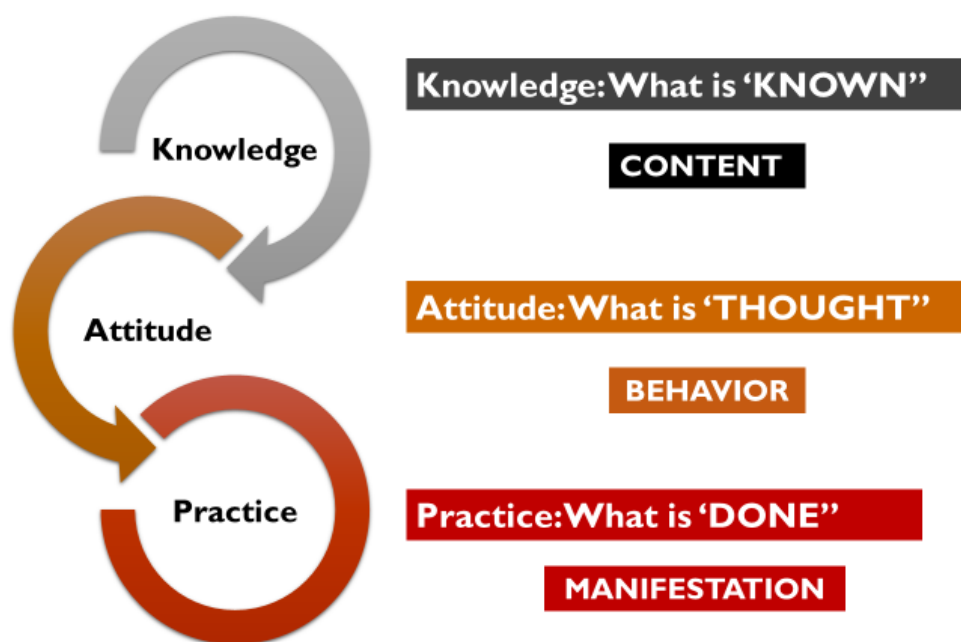 Knowledge: What is ‘KNOWN”
Knowledge
CONTENT
Attitude: What is ‘THOUGHT”
Attitude
BEHAVIOR
Practice: What is ‘DONE”
Practice
MANIFESTATION